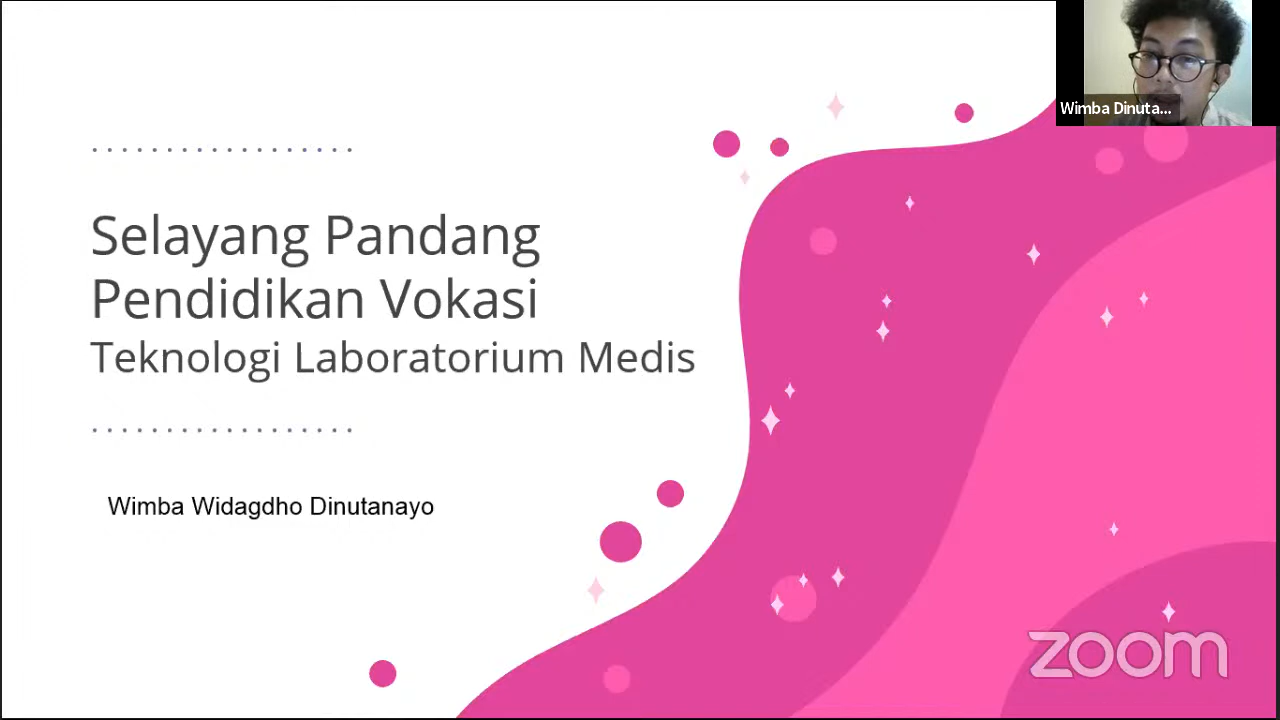 Wimba Dinuta...
Selayang Pandang
Pendidikan Vokasi
Teknologi Laboratorium Medis
Wimba Widagdho Dinutanayo
zoom